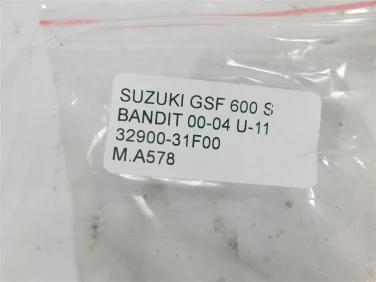 SUZUKI GSF 600 S
BANDIT 00-04 U-11
32900-31F00
M.A578